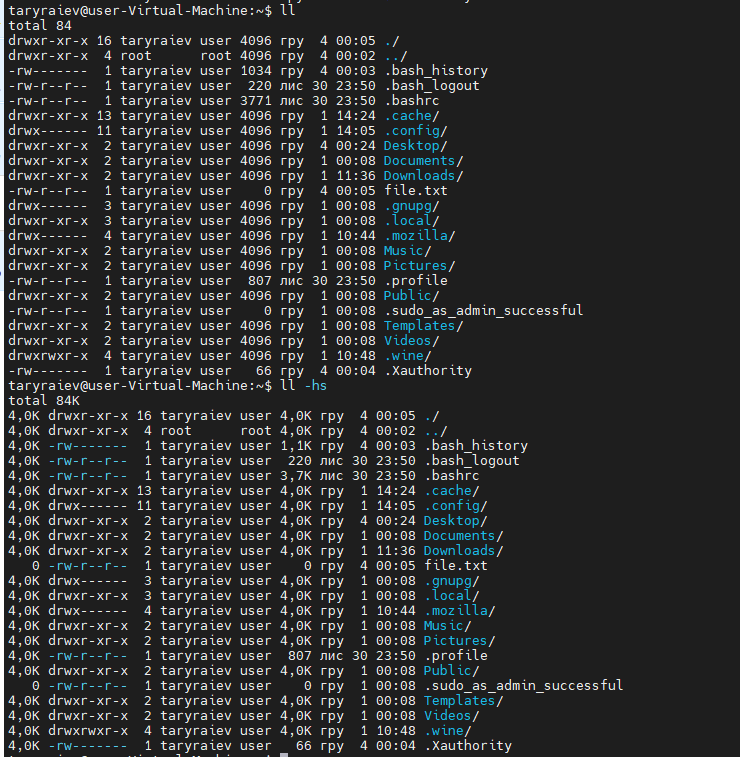 taryraiev@user-Virtual-Machine:~$ ll
total 84
drwxr-xr-x 16 taryraiev user 4096 гру  4 00:05 ./
drwxr-xr-x  4 root      root 4096 гру  4 00:02 ../
-rw-------  1 taryraiev user 1034 гру  4 00:03 .bash_history
-rw-r--r--  1 taryraiev user  220 лис 30 23:50 .bash_logout
-rw-r--r--  1 taryraiev user 3771 лис 30 23:50 .bashrc
drwxr-xr-x 13 taryraiev user 4096 гру  1 14:24 .cache/
drwx------ 11 taryraiev user 4096 гру  1 14:05 .config/
drwxr-xr-x  2 taryraiev user 4096 гру  4 00:24 Desktop/
drwxr-xr-x  2 taryraiev user 4096 гру  1 00:08 Documents/
drwxr-xr-x  2 taryraiev user 4096 гру  1 11:36 Downloads/
-rw-r--r--  1 taryraiev user    0 гру  4 00:05 file.txt
drwx------  3 taryraiev user 4096 гру  1 00:08 .gnupg/
drwxr-xr-x  3 taryraiev user 4096 гру  1 00:08 .local/
drwx------  4 taryraiev user 4096 гру  1 10:44 .mozilla/
drwxr-xr-x  2 taryraiev user 4096 гру  1 00:08 Music/
drwxr-xr-x  2 taryraiev user 4096 гру  1 00:08 Pictures/
-rw-r--r--  1 taryraiev user  807 лис 30 23:50 .profile
drwxr-xr-x  2 taryraiev user 4096 гру  1 00:08 Public/
-rw-r--r--  1 taryraiev user    0 гру  1 00:08 .sudo_as_admin_successful
drwxr-xr-x  2 taryraiev user 4096 гру  1 00:08 Templates/
drwxr-xr-x  2 taryraiev user 4096 гру  1 00:08 Videos/
drwxrwxr-x  4 taryraiev user 4096 гру  1 10:48 .wine/
-rw-------  1 taryraiev user   66 гру  4 00:04 .Xauthority
taryraiev@user-Virtual-Machine:~$ ll -hs
total 84K
4,0K drwxr-xr-x 16 taryraiev user 4,0K гру  4 00:05 ./
4,0K drwxr-xr-x  4 root      root 4,0K гру  4 00:02 ../
4,0K -rw-------  1 taryraiev user 1,1K гру  4 00:03 .bash_history
4,0K -rw-r--r--  1 taryraiev user  220 лис 30 23:50 .bash_logout
4,0K -rw-r--r--  1 taryraiev user 3,7K лис 30 23:50 .bashrc
4,0K drwxr-xr-x 13 taryraiev user 4,0K гру  1 14:24 .cache/
4,0K drwx------ 11 taryraiev user 4,0K гру  1 14:05 .config/
4,0K drwxr-xr-x  2 taryraiev user 4,0K гру  4 00:24 Desktop/
4,0K drwxr-xr-x  2 taryraiev user 4,0K гру  1 00:08 Documents/
4,0K drwxr-xr-x  2 taryraiev user 4,0K гру  1 11:36 Downloads/
   0 -rw-r--r--  1 taryraiev user    0 гру  4 00:05 file.txt
4,0K drwx------  3 taryraiev user 4,0K гру  1 00:08 .gnupg/
4,0K drwxr-xr-x  3 taryraiev user 4,0K гру  1 00:08 .local/
4,0K drwx------  4 taryraiev user 4,0K гру  1 10:44 .mozilla/
4,0K drwxr-xr-x  2 taryraiev user 4,0K гру  1 00:08 Music/
4,0K drwxr-xr-x  2 taryraiev user 4,0K гру  1 00:08 Pictures/
4,0K -rw-r--r--  1 taryraiev user  807 лис 30 23:50 .profile
4,0K drwxr-xr-x  2 taryraiev user 4,0K гру  1 00:08 Public/
   0 -rw-r--r--  1 taryraiev user    0 гру  1 00:08 .sudo_as_admin_successful
4,0K drwxr-xr-x  2 taryraiev user 4,0K гру  1 00:08 Templates/
4,0K drwxr-xr-x  2 taryraiev user 4,0K гру  1 00:08 Videos/
4,0K drwxrwxr-x  4 taryraiev user 4,0K гру  1 10:48 .wine/
4,0K -rw-------  1 taryraiev user   66 гру  4 00:04 .Xauthority